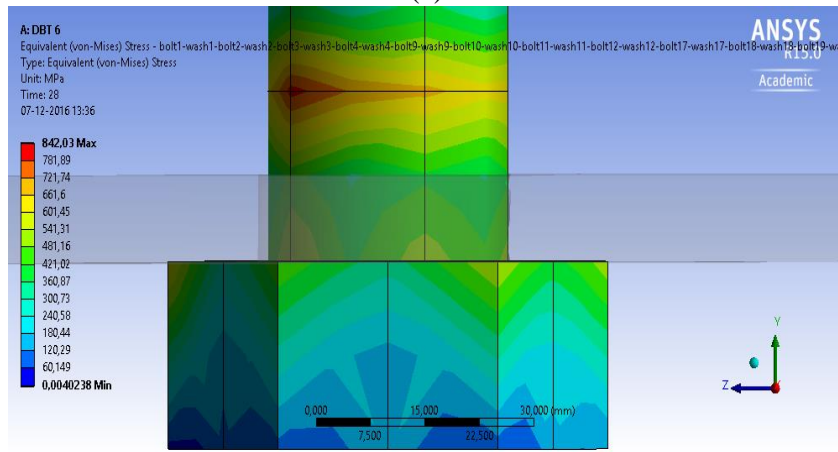 A: DBT 6
Equivalent (von-Mises) Stress - bolt1-wash1-bolt2-wash2-bolt3-wash3-bolt4-wash4-bolt9-wash9-bolt10-wash10-bolt11-wash11-bolt12-wash12-bolt17-wash17-bolt18-wash18-bolt19-wa
Type: Equivalent (von-Mises) Stress
Unit: MPa
Time: 28
07-12-2016 13:36
ANSYS
R15.0
Academic
842,03 Max
781,89
721,74
661,6
601,45
541,31
481,16
421,02
360,87
300,73
240,58
180,44
120,29
60,149
0,0040238 Min
0,000 15,000 30,000 (mm)
7,500 22,500
Y
Z